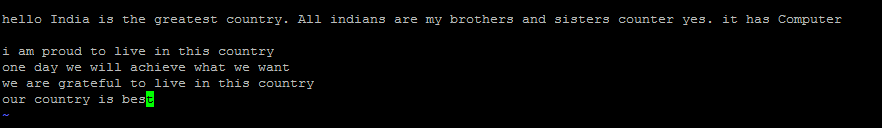 hello India is the greatest country. All indians are my brothers and sisters counter yes. it has Computer
i am proud to live in this country
one day we will achieve what we want
we are grateful to live in this country
our country is best
~